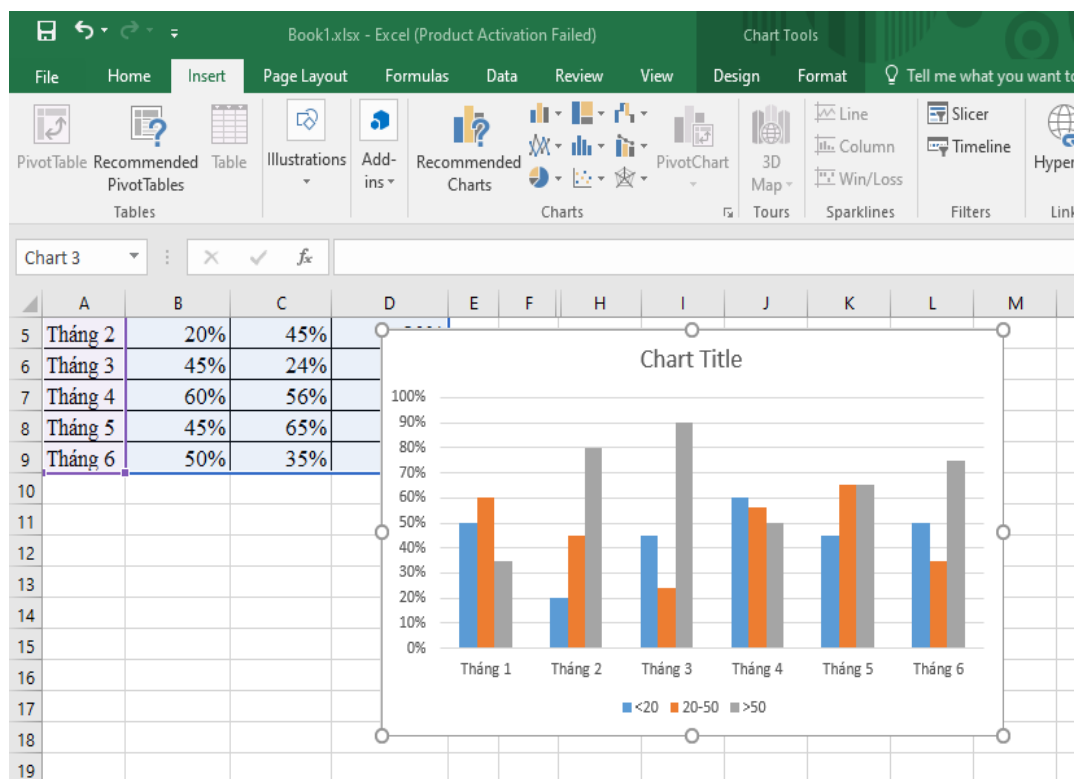 Book1.xlsx - Excel (Product Activation Failed)
Chart Tools
File Home Insert Page Layout Formulas Data Review View Design Format Tell me what you want to
PivotTable Recommended PivotTables Table
Illustrations
Add-ins
Recommended Charts
PivotChart
3D Map
Line
Column
Win/Loss
Slicer
Timeline
Hyper
Tables Charts Tours Sparklines Filters Link
Chart 3 fx
A B C D E F H I J K L M
5 Tháng 2 20% 45%
6 Tháng 3 45% 24%
7 Tháng 4 60% 56%
8 Tháng 5 45% 65%
9 Tháng 6 50% 35%
10
11
12
13
14
15
16
17
18
19
Chart Title
100%
90%
80%
70%
60%
50%
40%
30%
20%
10%
0%
Tháng 1 Tháng 2 Tháng 3 Tháng 4 Tháng 5 Tháng 6
<20 20-50 >50